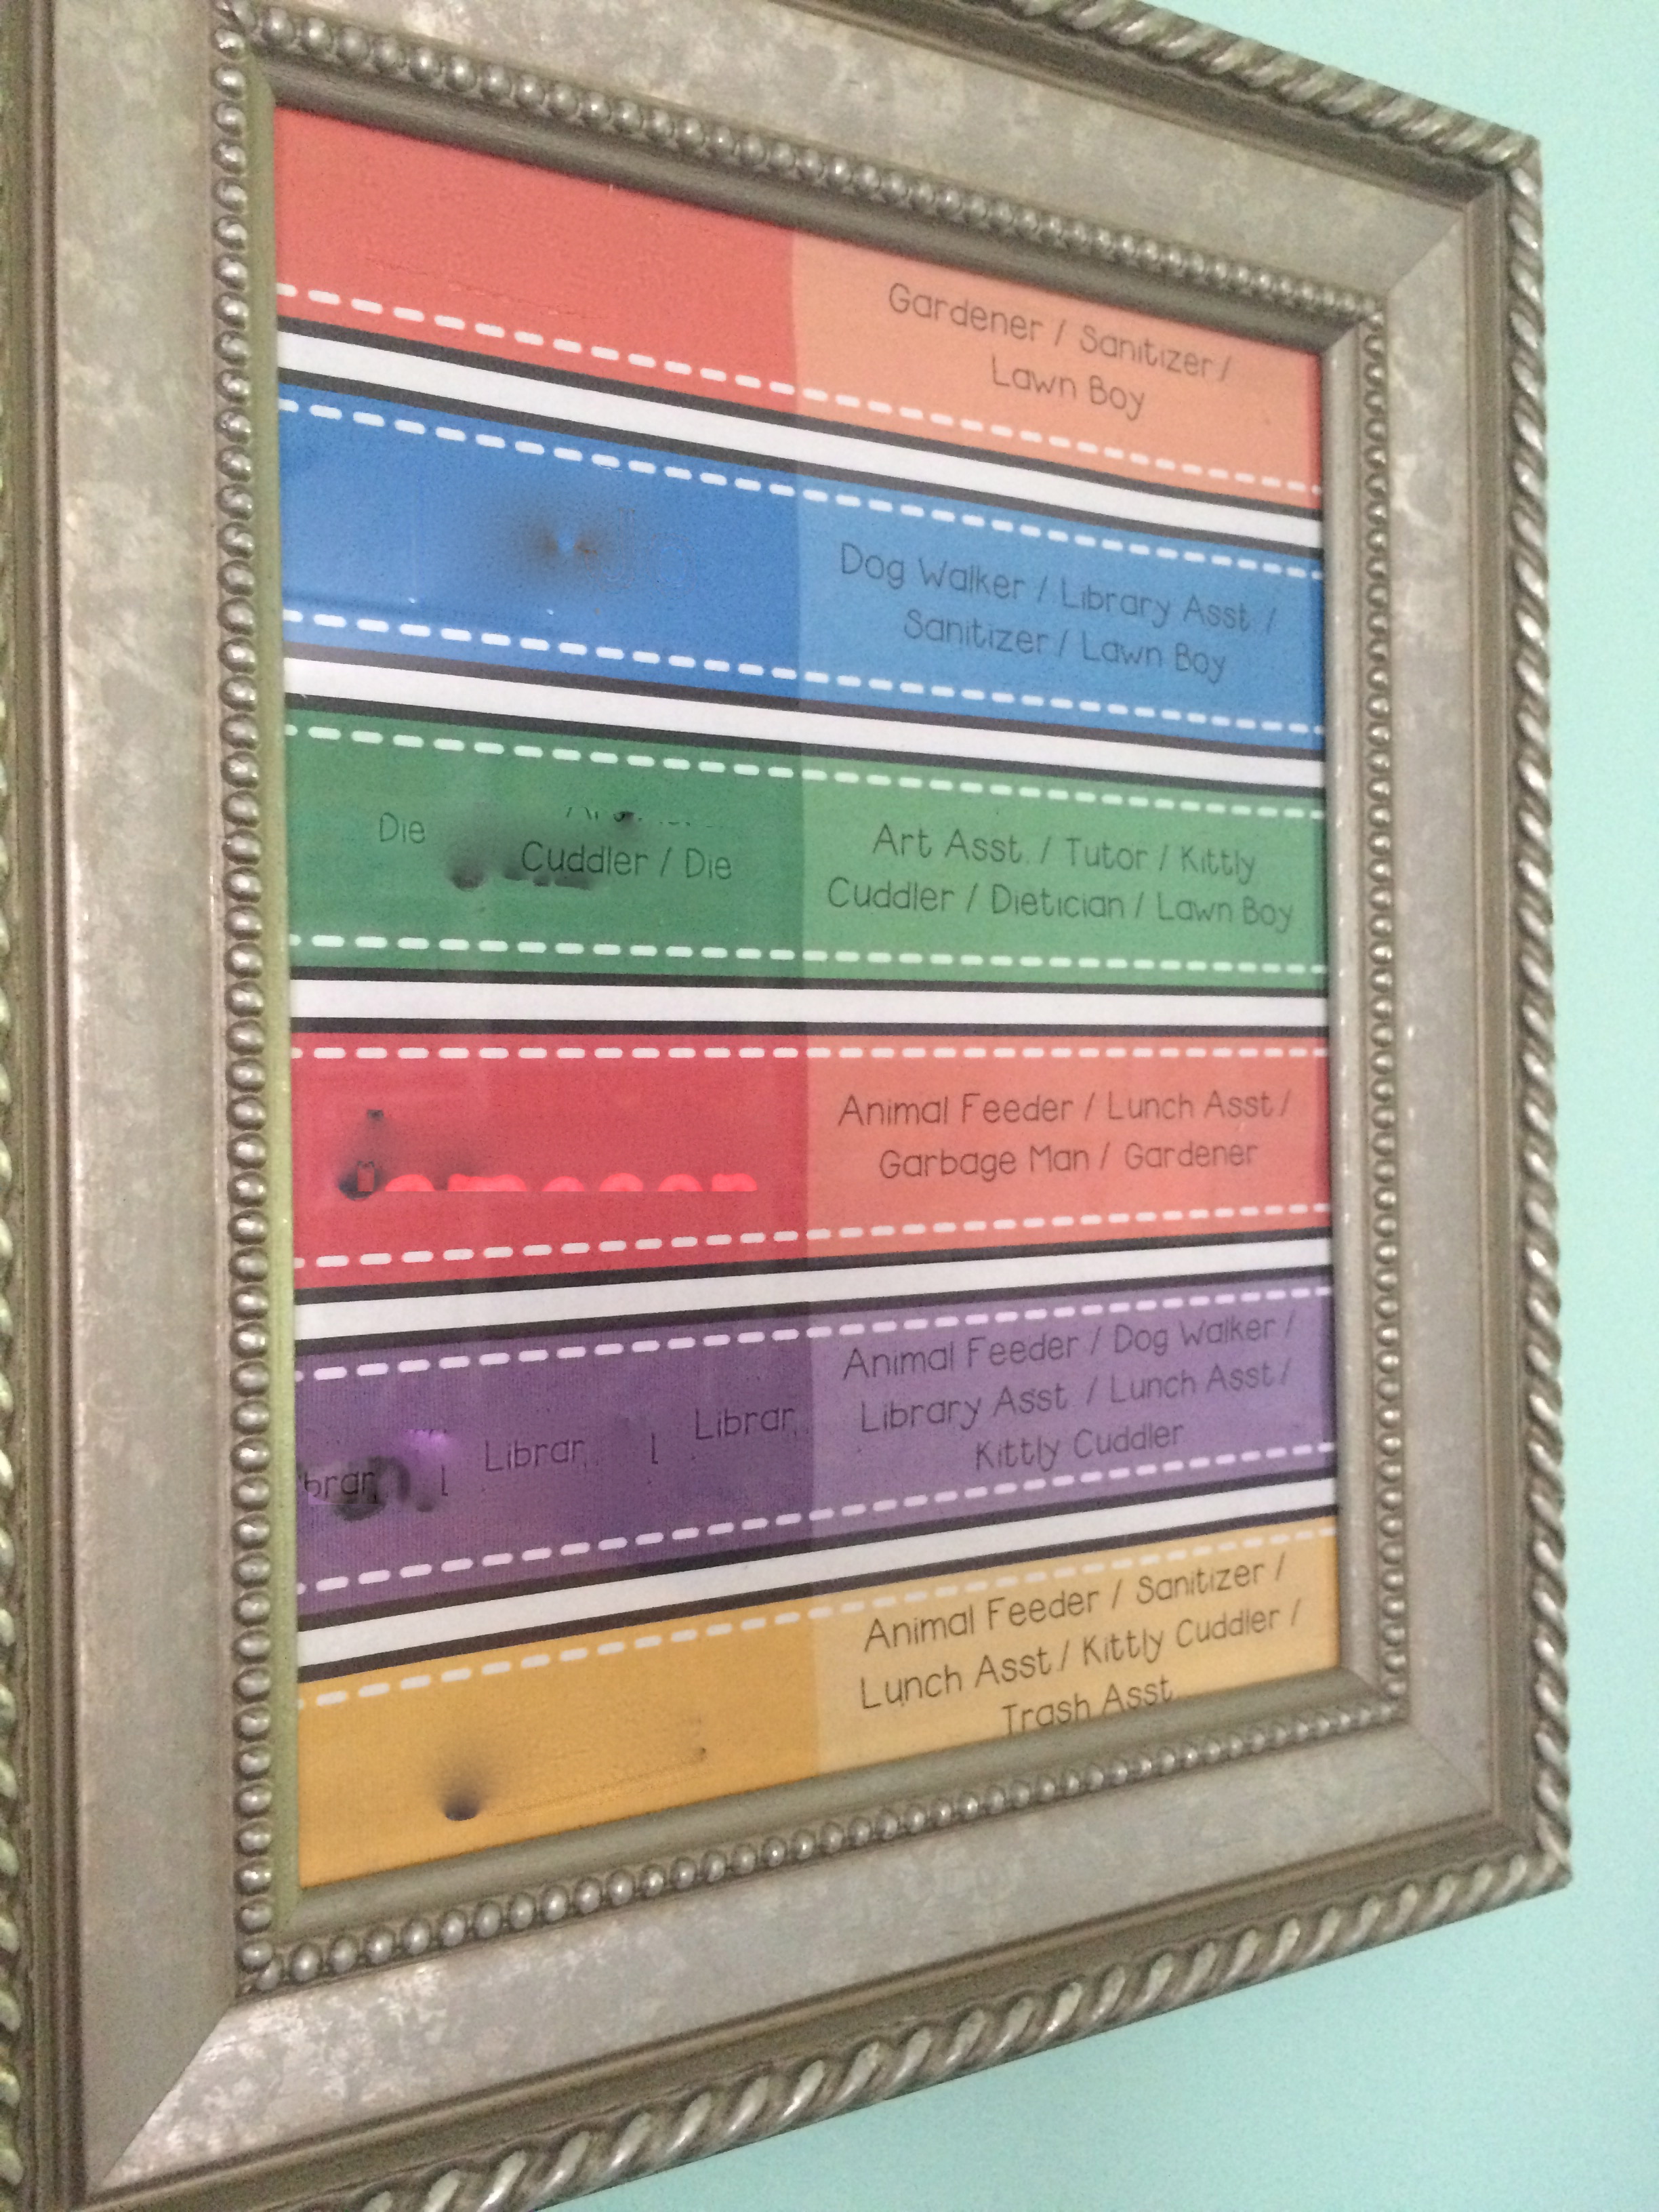 Gardener / Sanitizer /
Lawn Boy
Dog Walker / Library Asst. /
Sanitizer / Lawn Boy
Die
Cuddler / Die
Art Asst. / Tutor / Kittly
Cuddler / Dietician / Lawn Boy
Animal Feeder / Lunch Asst./
Garbage Man / Gardener
brar
Librar
Librar
Animal Feeder / Dog Walker /
Library Asst. / Lunch Asst./
Kittly Cuddler
Animal Feeder / Sanitizer /
Lunch Asst./ Kittly Cuddler /
Trash Asst.